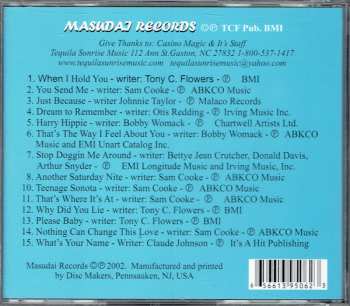 MASUDAI RECORDS ©℗ TCF Pub. BMI
Give Thanks to: Casino Magic & It's Staff
Tequila Sunrise Music 112 Ann St.Gaston, NC 27832 1-800-537-1417
www.tequilasunrisemusic tequilasunrisemusic@yahoo.com
1. When I Hold You - writer: Tony C. Flowers - ℗ BMI
2. You Send Me - writer: Sam Cooke - ℗ ABKCO Music
3. Just Because - writer: Johnnie Taylor - ℗ Malaco Records
4. Dream to Remember - writer: Otis Redding - ℗ Irving Music Inc.
5. Harry Hippie - writer: Bobby Womack - ℗ Chartwell Artists Ltd.
6. That's The Way I Feel About You - writer: Bobby Womack - ℗ ABKCO
Music and EMI Unart Catalog Inc.
7. Stop Doggin Me Around - writer: Bettye Jean Crutcher, Donald Davis,
Arthur Snyder - ℗ EMI Longitude Music and Irving Music, Inc.
8. Another Saturday Nite - writer: Sam Cooke - ℗ ABKCO Music
10. Teenage Sonota - writer: Sam Cooke - ℗ ABKCO Music
11. That's Where It's At - writer: Sam Cooke - ℗ ABKCO Music
12. Why Did You Lie - writer: Tony C. Flowers - ℗ BMI
13. Please Baby - writer: Tony C. Flowers - ℗ BMI
14. Nothing Can Change This Love - writer: Sam Cooke - ℗ ABKCO Music
15. What's Your Name - writer: Claude Johnson - ℗ It's A Hit Publishing
Masudai Records ©℗2002. Manufactured and printed
by Disc Makers, Pennsauken, NJ, USA
6 56613 95062 3